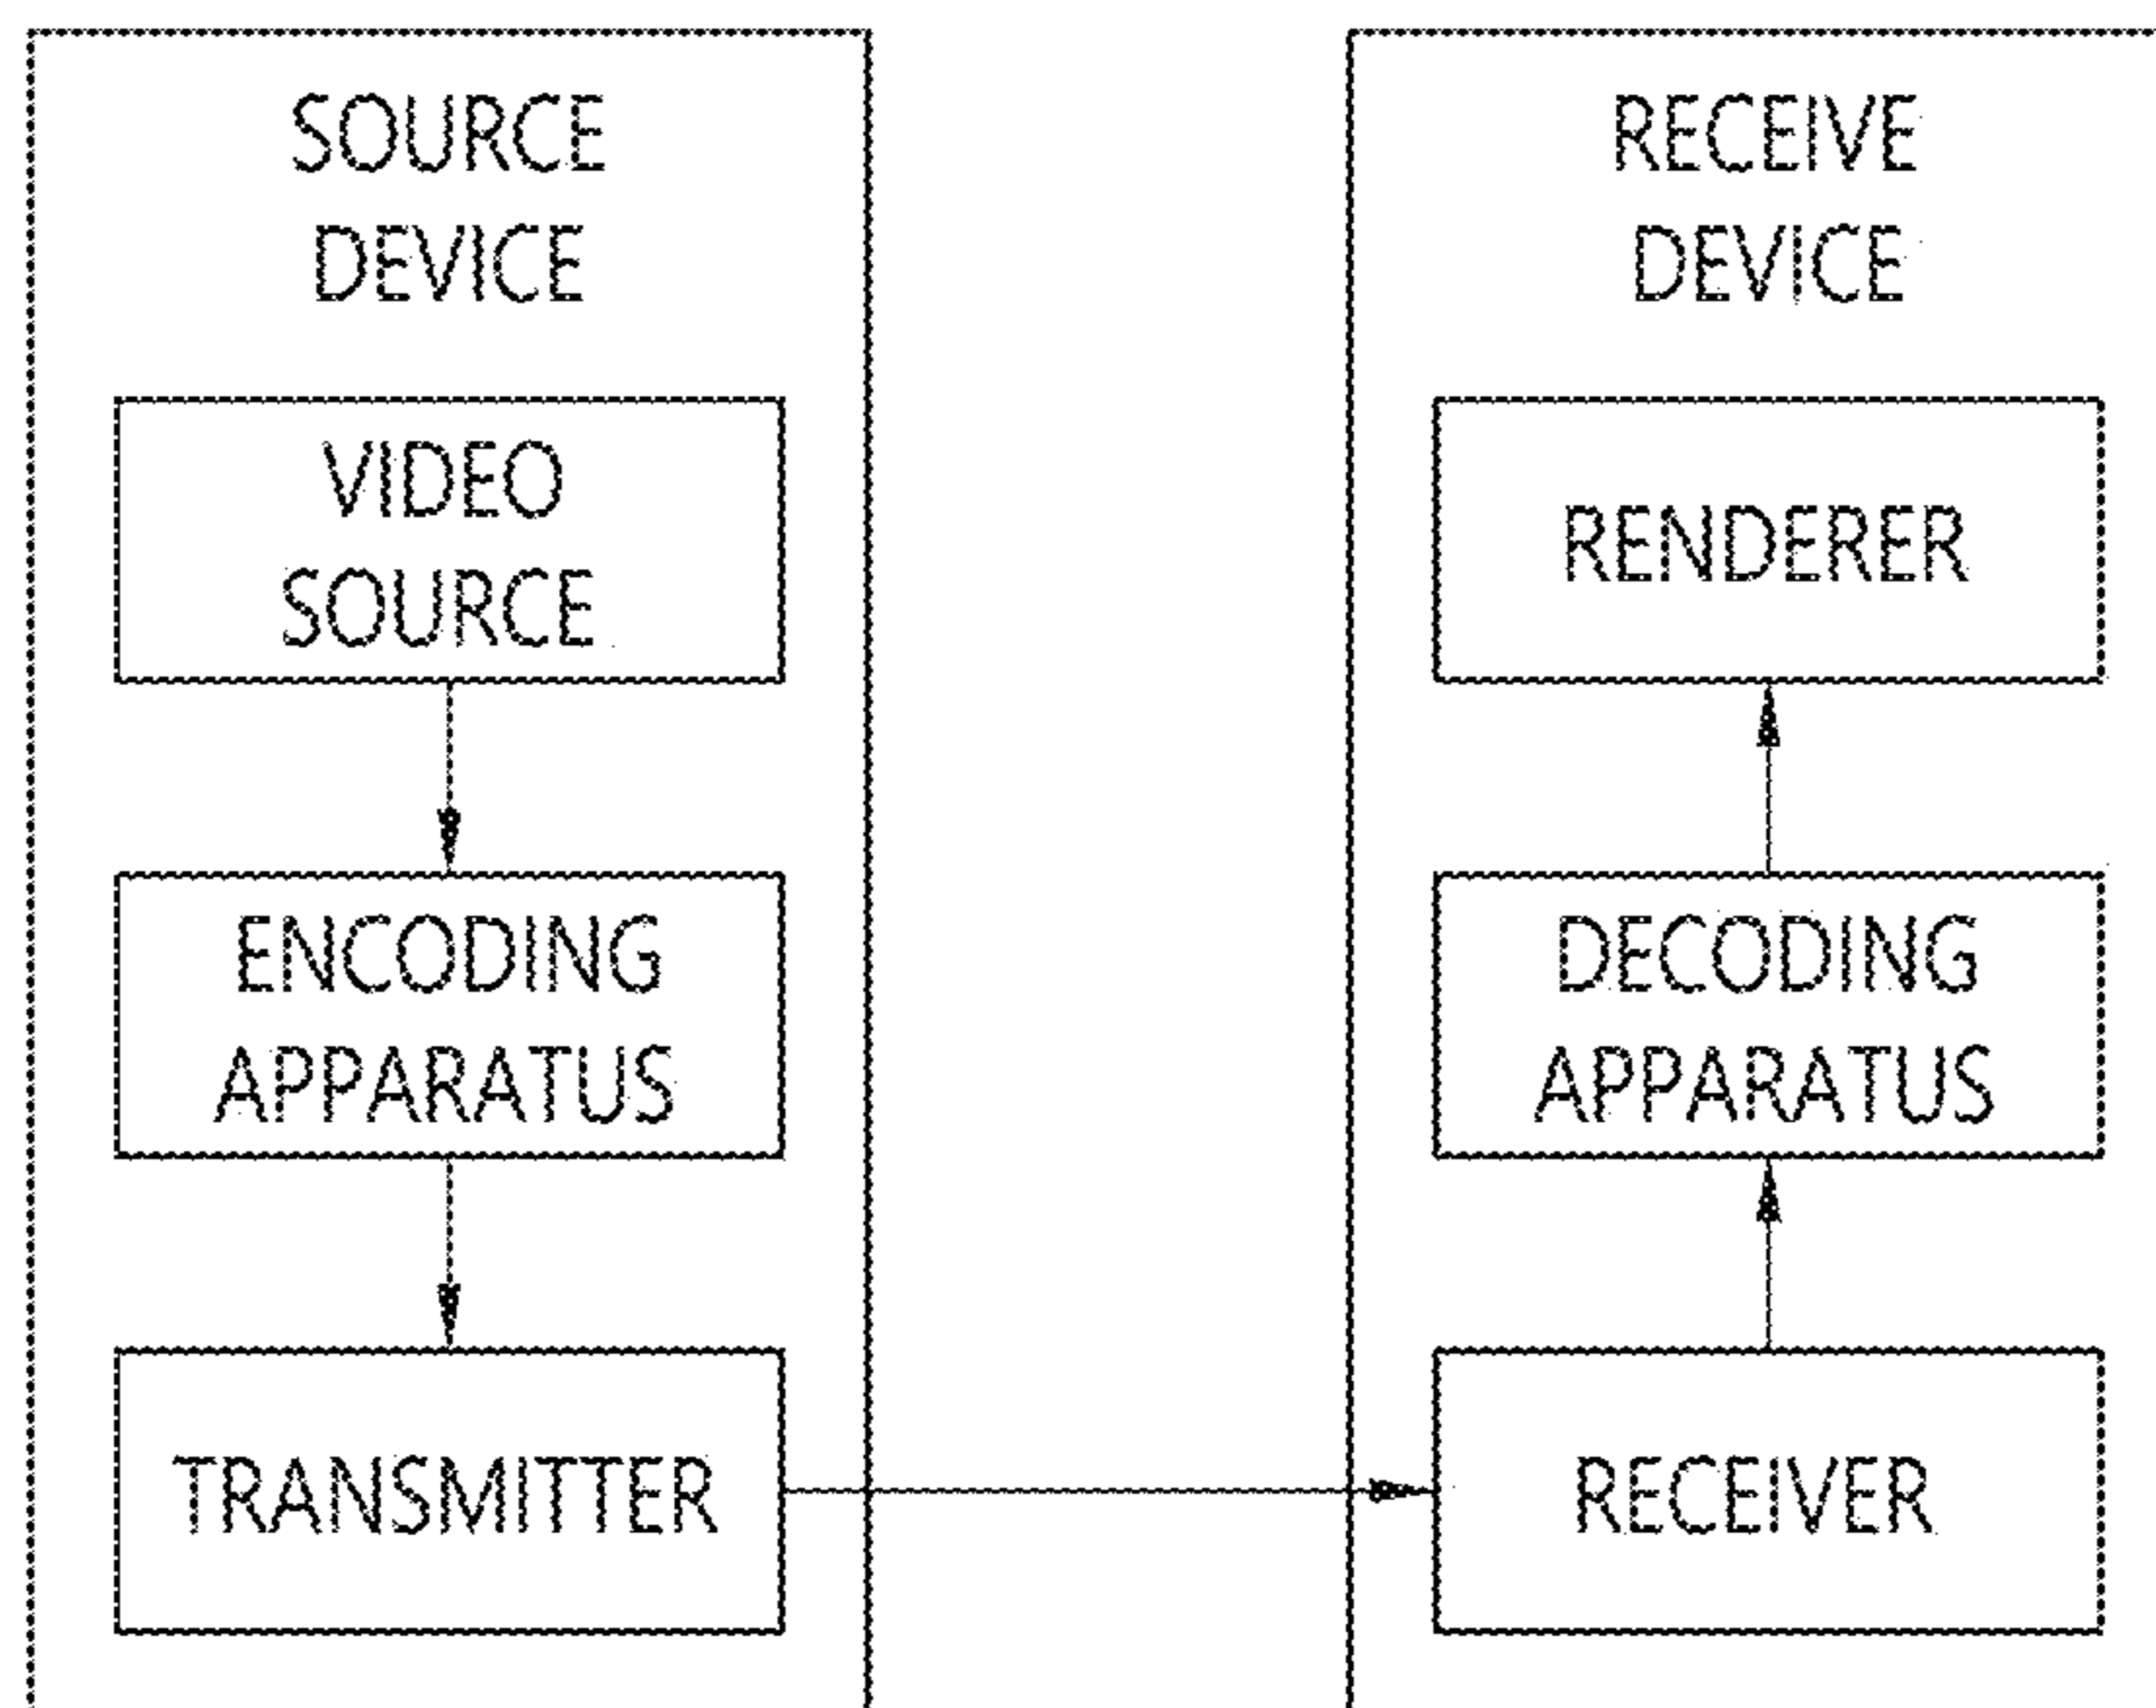 SOURCE
DEVICE
VIDEO
SOURCE
ENCODING
APPARATUS
TRANSMITTER
RECEIVE
DEVICE
RENDERER
DECODING
APPARATUS
RECEIVER